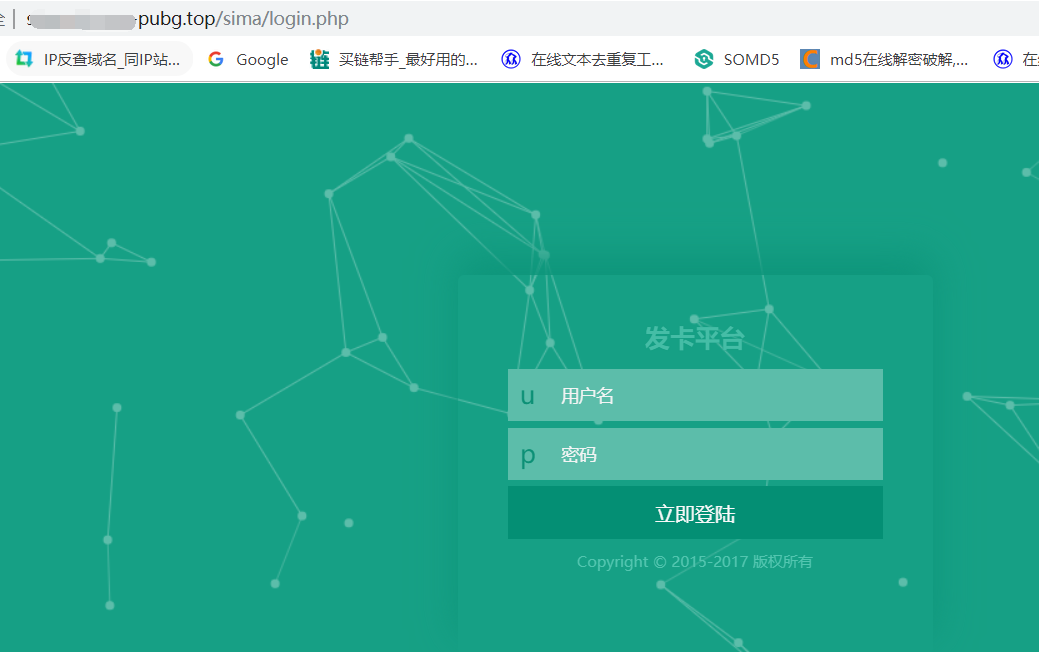 -pubg.top/sima/login.php
IP反查域名_同IP站... Google 买链帮手_最好用的... 在线文本去重复工... SOMD5 md5在线解密破解,...
发卡平台
u 用户名
p 密码
立即登陆
Copyright © 2015-2017 版权所有